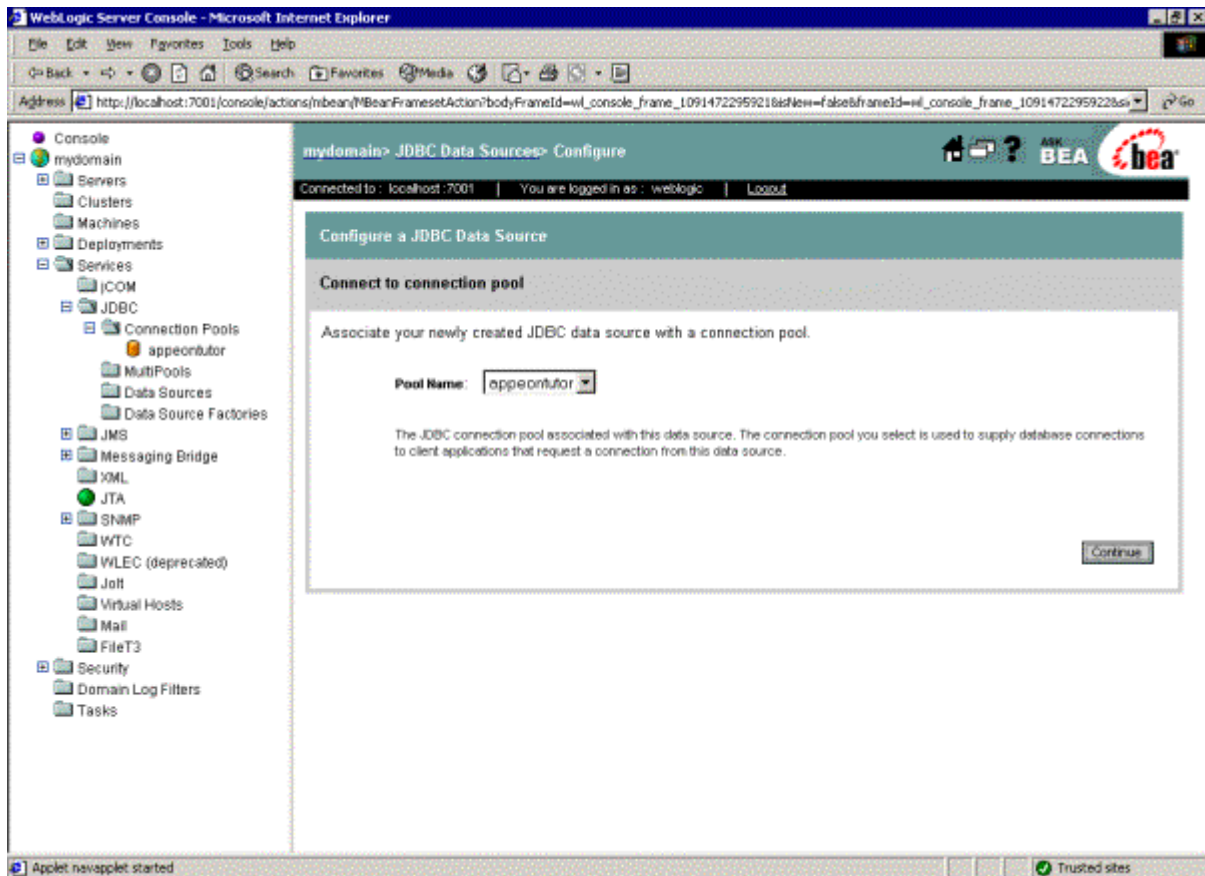 WebLogic Server Console - Microsoft Internet Explorer
File Edit View Favorites Tools Help
Back Search Favorites Media
Address http://localhost:7001/console/actions/mbean/MBeanFramesetAction?bodyFrameId=wl_console_frame_1091472295921&isNew=false&frameId=wl_console_frame_1091472295922&si Go
Console
mydomain
Servers
Clusters
Machines
Deployments
Services
jCOM
JDBC
Connection Pools
appeontutor
MultiPools
Data Sources
Data Source Factories
JMS
Messaging Bridge
XML
JTA
SNMP
WTC
WLEC (deprecated)
Jolt
Virtual Hosts
Mail
FileT3
Security
Domain Log Filters
Tasks
mydomain> JDBC Data Sources> Configure
? ASK BEA bea
Connected to : localhost :7001 | You are logged in as : weblogic | Logout
Configure a JDBC Data Source
Connect to connection pool
Associate your newly created JDBC data source with a connection pool.
Pool Name: appeontutor
The JDBC connection pool associated with this data source. The connection pool you select is used to supply database connections
to client applications that request a connection from this data source.
Continue
Applet navapplet started
Trusted sites